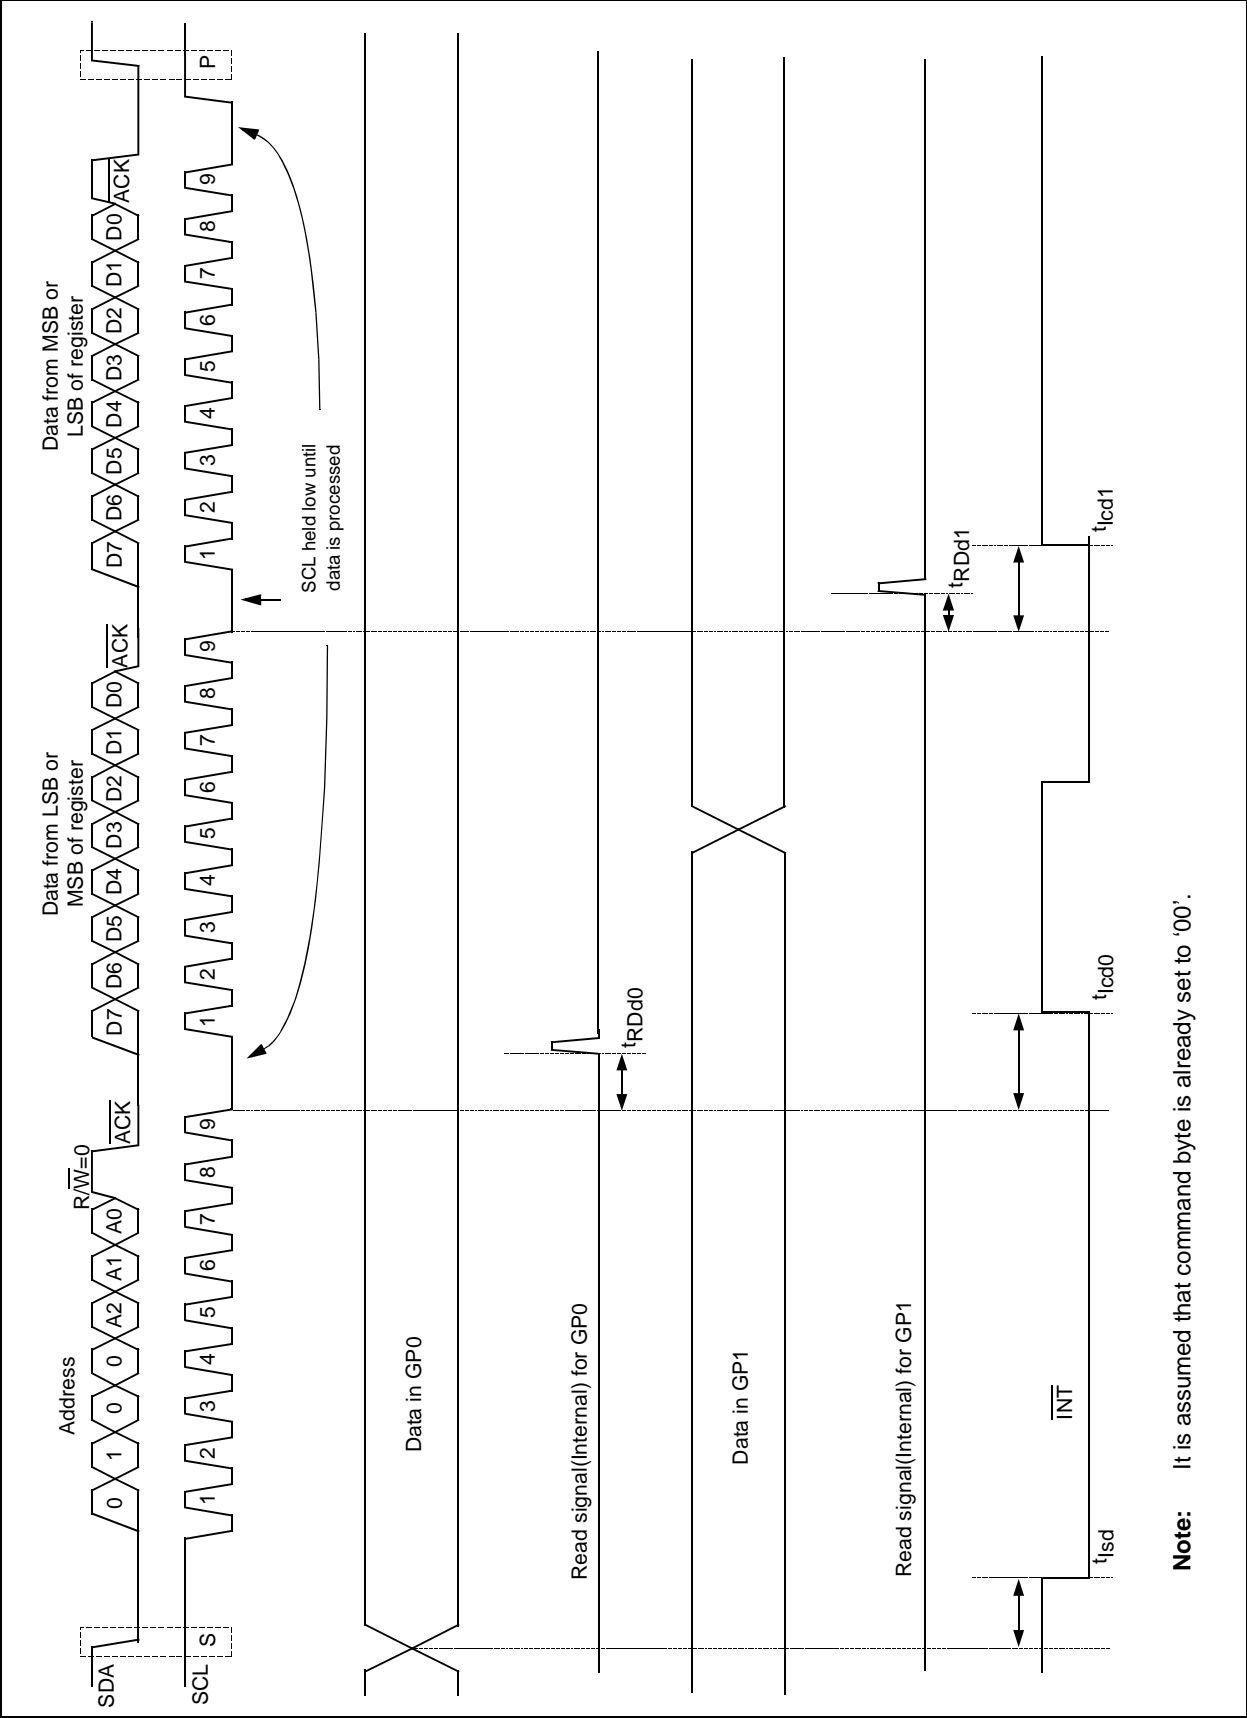 Address
R/W=0
Data from LSB or
MSB of register
Data from MSB or
LSB of register
SDA
0 1 0 0 0 A2 A1 A0 ACK D7 D6 D5 D4 D3 D2 D1 D0 ACK D7 D6 D5 D4 D3 D2 D1 D0 ACK
SCL
S 1 2 3 4 5 6 7 8 9 1 2 3 4 5 6 7 8 9 1 2 3 4 5 6 7 8 9 P
SCL held low until
data is processed
Data in GP0
Read signal(Internal) for GP0
tRDd0
Data in GP1
Read signal(Internal) for GP1
tRDd1
INT
tIsd
tIcd0
tIcd1
Note: It is assumed that command byte is already set to ‘00’.